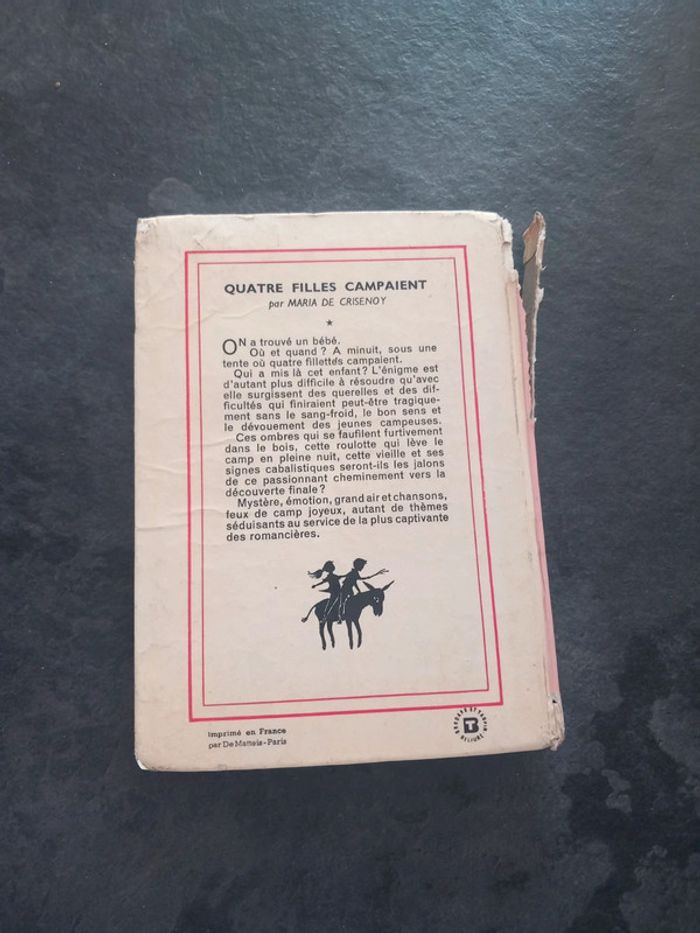 QUATRE FILLES CAMPAIENT
par MARIA DE CRISENOY
ON a trouvé un bébé.
Où et quand ? A minuit, sous une
tente où quatre fillettes campaient.
Qui a mis là cet enfant? L'énigme est
d'autant plus difficile à résoudre qu'avec
elle surgissent des querelles et des dif-
ficultés qui finiraient peut-être tragique-
ment sans le sang-froid, le bon sens et
le dévouement des jeunes campeuses.
Ces ombres qui se faufilent furtivement
dans le bois, cette roulotte qui lève le
camp en pleine nuit, cette vieille et ses
signes cabalistiques seront-ils les jalons
de ce passionnant cheminement vers la
découverte finale ?
Mystère, émotion, grand air et chansons,
feux de camp joyeux, autant de thèmes
séduisants au service de la plus captivante
des romancières.
Imprimé en France
par De Matteis-Paris
BRODARD ET TAUPIN
RELIURE
BT